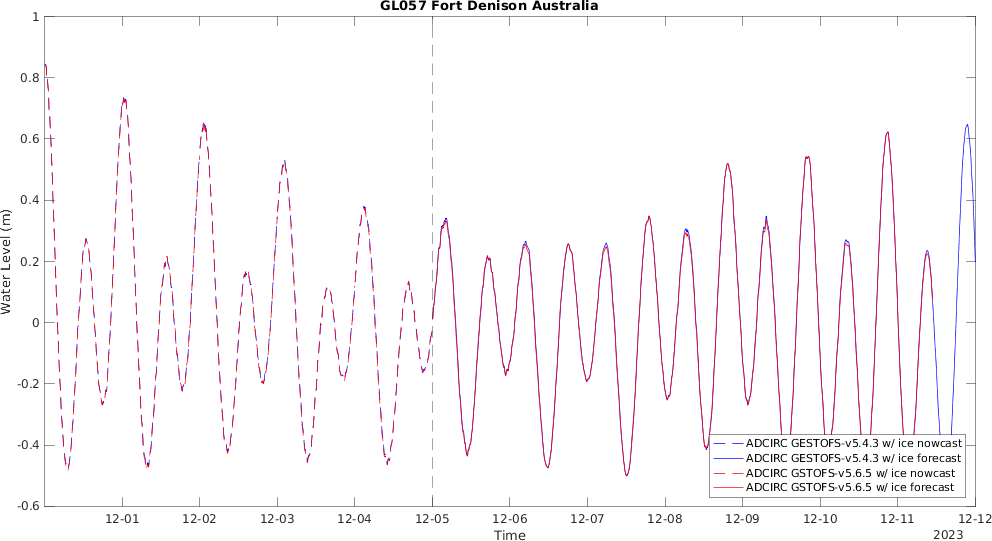 GL057 Fort Denison Australia
1
0.8
0.6
0.4
0.2
0
-0.2
-0.4
-0.6
Water Level (m)
ADCIRC GESTOFS-v5.4.3 w/ ice nowcast
ADCIRC GESTOFS-v5.4.3 w/ ice forecast
ADCIRC GSTOFS-v5.6.5 w/ ice nowcast
ADCIRC GSTOFS-v5.6.5 w/ ice forecast
12-01 12-02 12-03 12-04 12-05 12-06 12-07 12-08 12-09 12-10 12-11 12-12
Time
2023